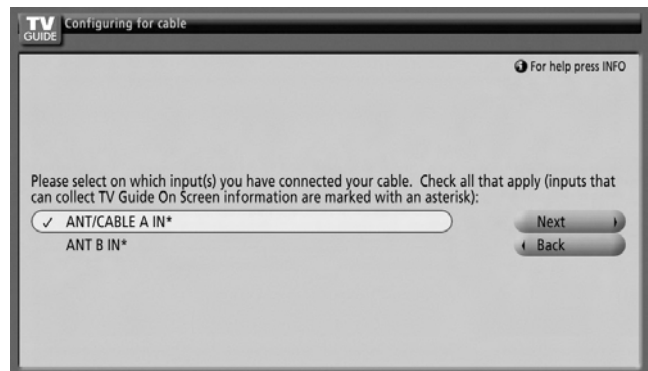 TV
GUIDE
Configuring for cable
i For help press INFO
Please select on which input(s) you have connected your cable. Check all that apply (inputs that
can collect TV Guide On Screen information are marked with an asterisk):
✓ ANT/CABLE A IN*
Next
ANT B IN*
Back